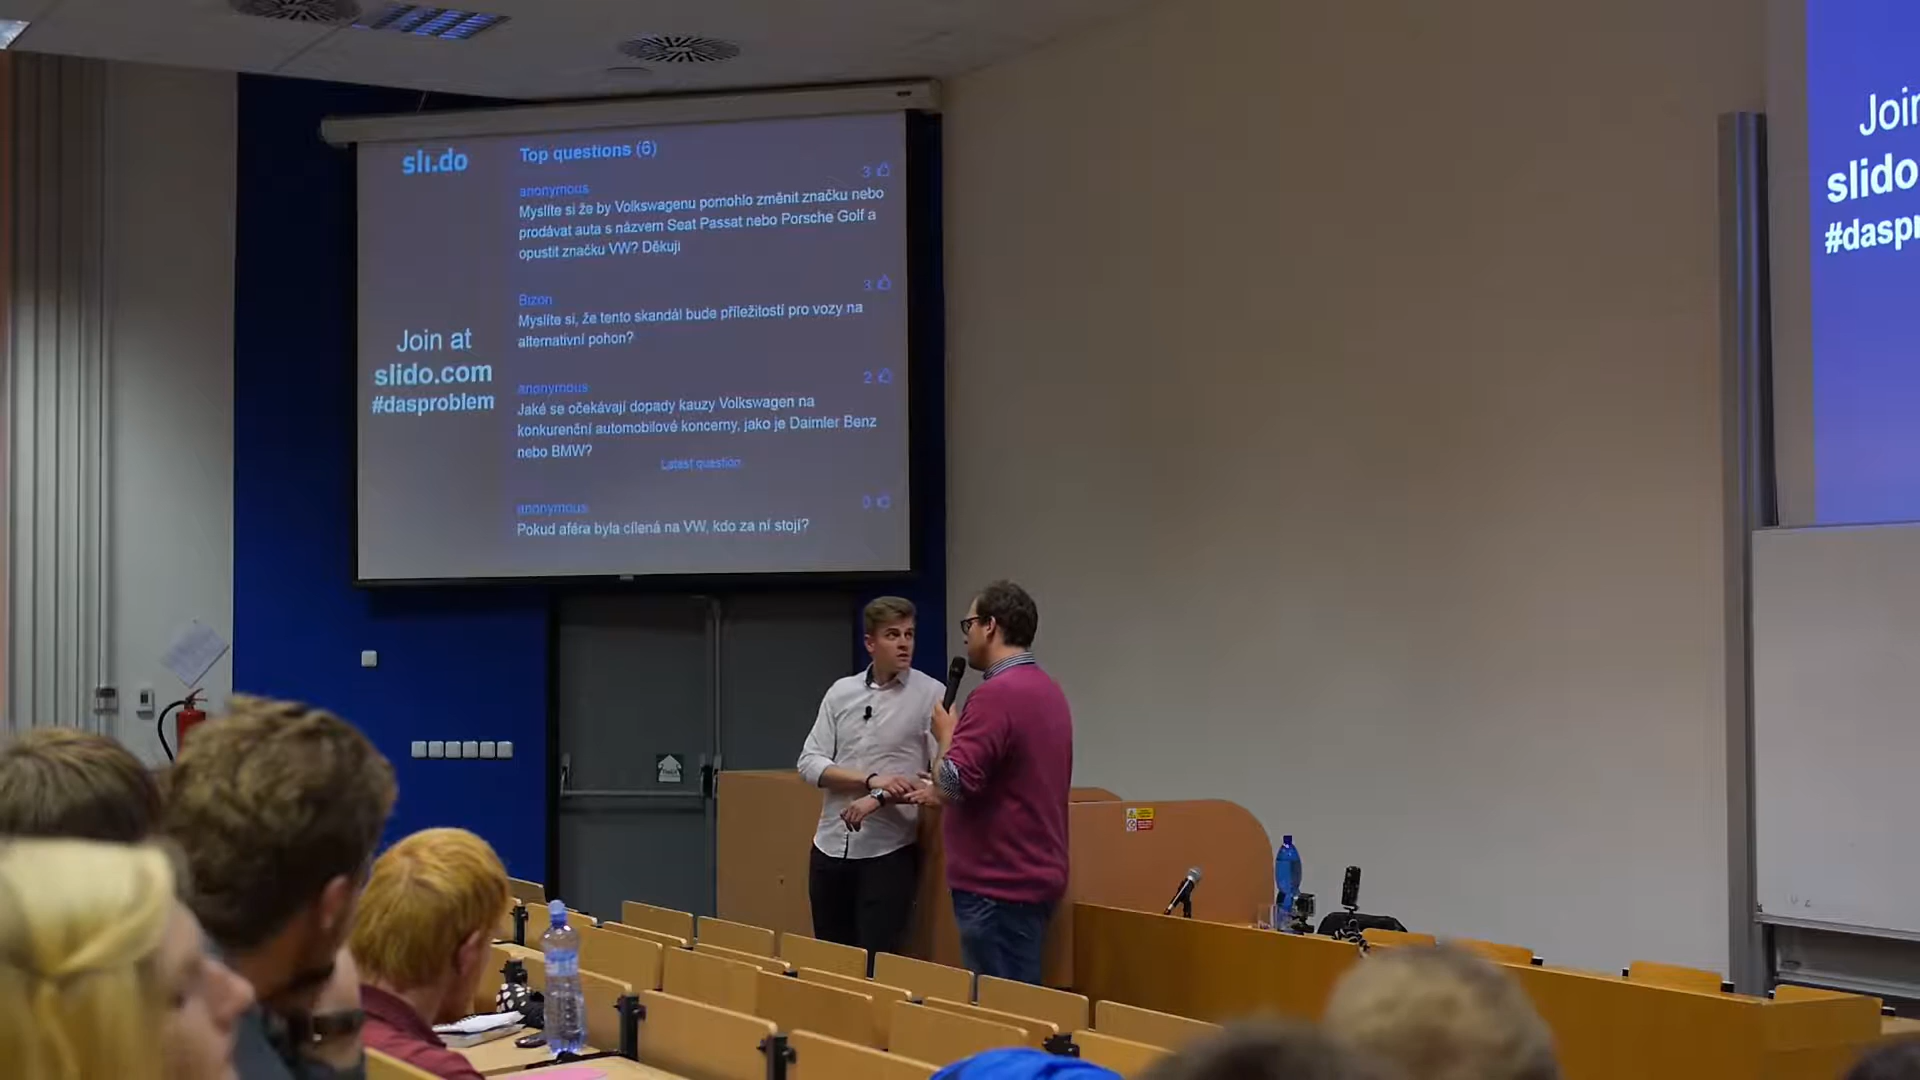 sli.do
Top questions (6)
3
anonymous
Myslíte si že by Volkswagenu pomohlo změnit značku nebo
prodávat auta s názvem Seat Passat nebo Porsche Golf a
opustit značku VW? Děkuji
3
Bizon
Myslíte si, že tento skandál bude příležitostí pro vozy na
alternativní pohon?
Join at
slido.com
#dasproblem
2
anonymous
Jaké se očekávají dopady kauzy Volkswagen na
konkurenční automobilové koncerny, jako je Daimler Benz
nebo BMW?
Latest question
0
anonymous
Pokud aféra byla cílená na VW, kdo za ní stojí?
Join
slido
#daspr